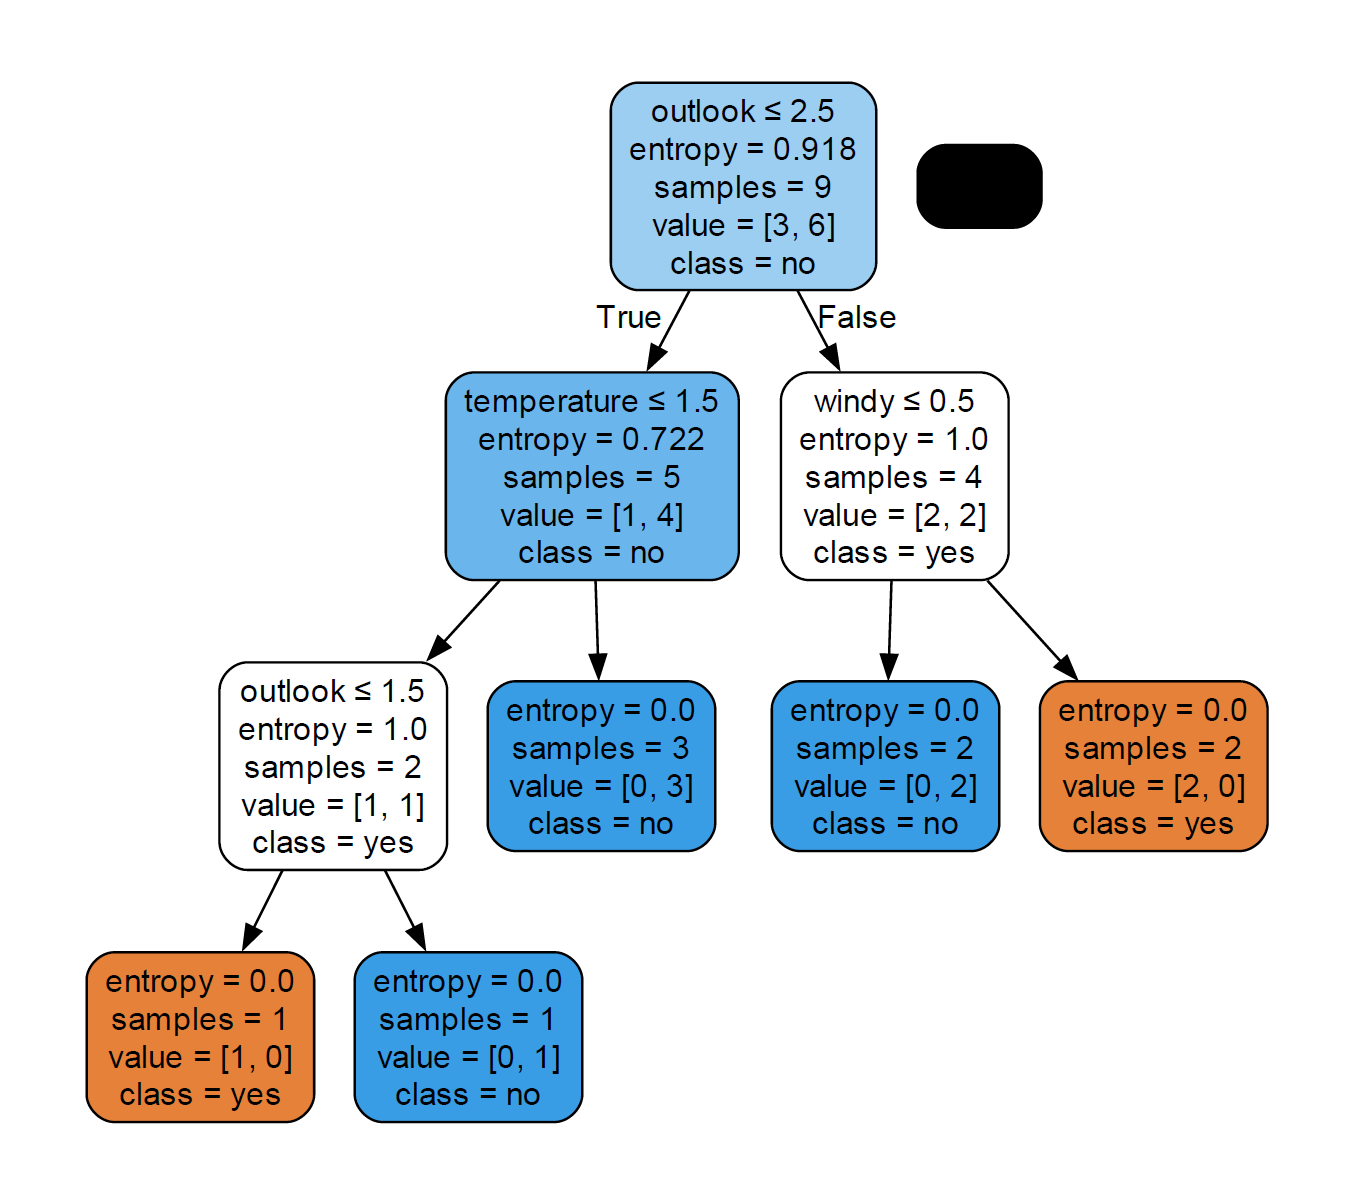 outlook ≤ 2.5
entropy = 0.918
samples = 9
value = [3, 6]
class = no
True
False
temperature ≤ 1.5
entropy = 0.722
samples = 5
value = [1, 4]
class = no
windy ≤ 0.5
entropy = 1.0
samples = 4
value = [2, 2]
class = yes
outlook ≤ 1.5
entropy = 1.0
samples = 2
value = [1, 1]
class = yes
entropy = 0.0
samples = 3
value = [0, 3]
class = no
entropy = 0.0
samples = 2
value = [0, 2]
class = no
entropy = 0.0
samples = 2
value = [2, 0]
class = yes
entropy = 0.0
samples = 1
value = [1, 0]
class = yes
entropy = 0.0
samples = 1
value = [0, 1]
class = no